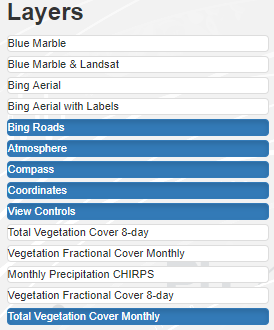 Layers
Blue Marble
Blue Marble & Landsat
Bing Aerial
Bing Aerial with Labels
Bing Roads
Atmosphere
Compass
Coordinates
View Controls
Total Vegetation Cover 8-day
Vegetation Fractional Cover Monthly
Monthly Precipitation CHIRPS
Vegetation Fractional Cover 8-day
Total Vegetation Cover Monthly